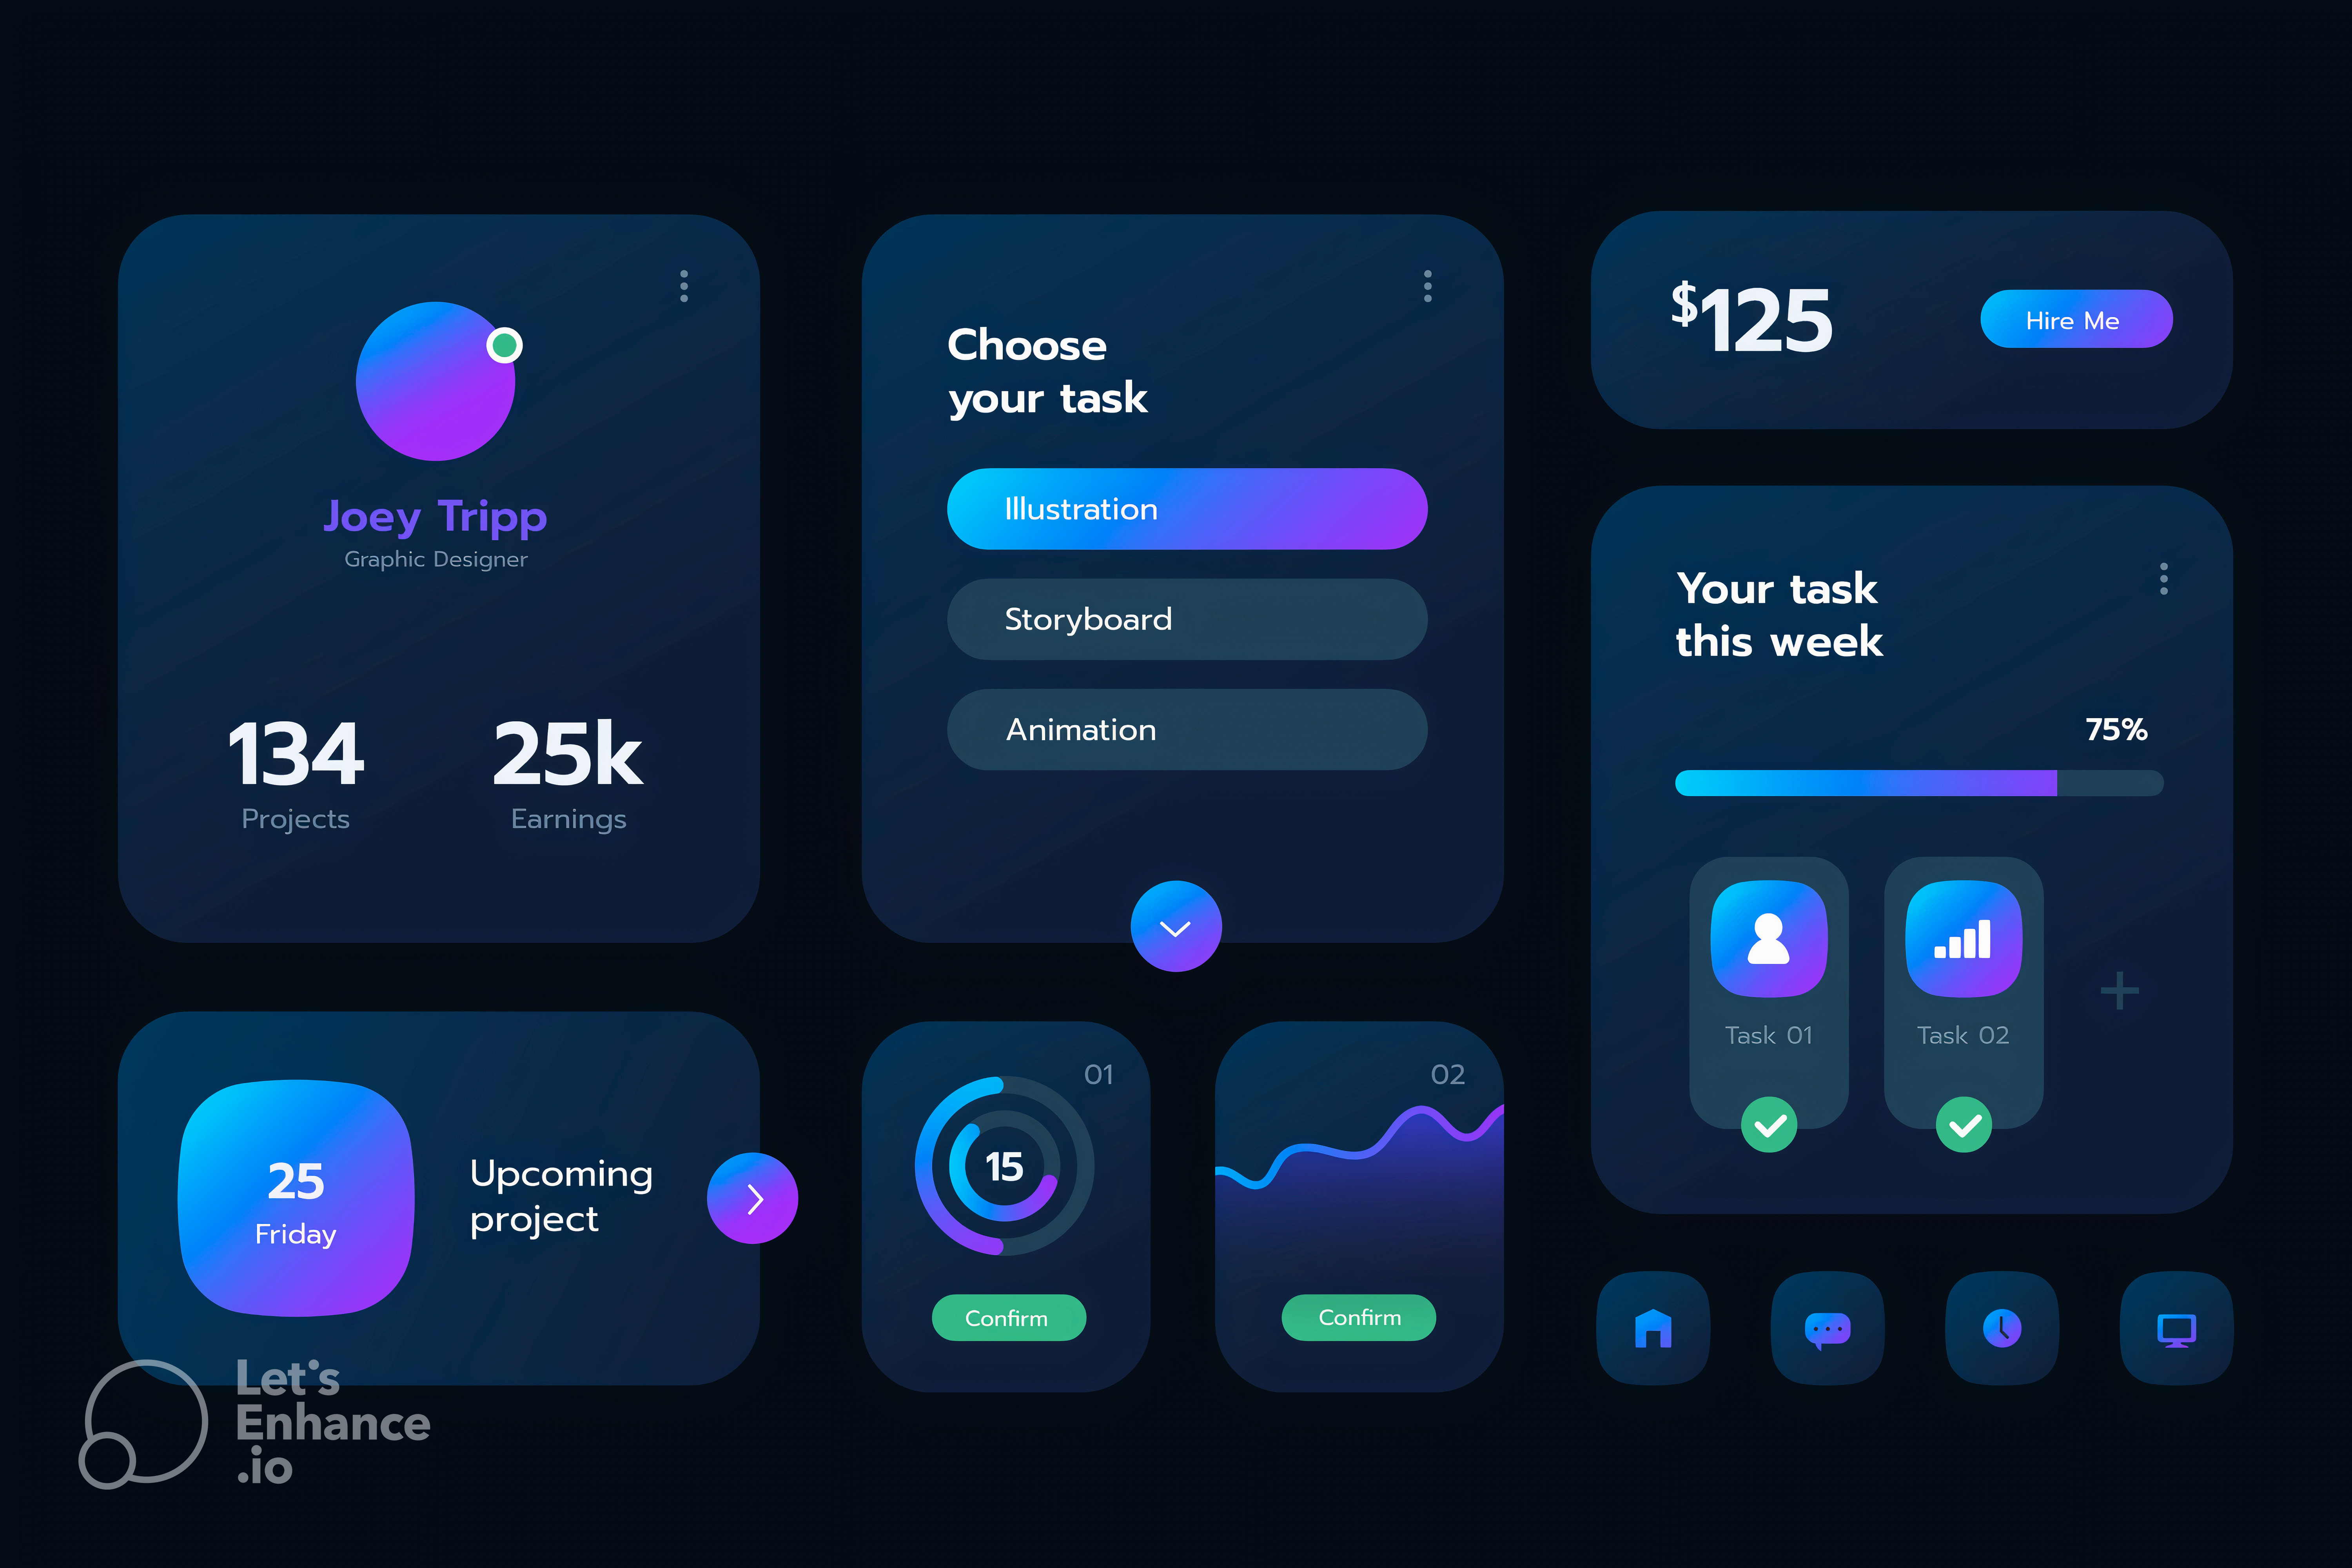 Joey Tripp
Graphic Designer
134
Projects
25k
Earnings
Choose
your task
Illustration
Storyboard
Animation
$125
Hire Me
Your task
this week
75%
Task 01
Task 02
25
Friday
Upcoming
project
01
15
Confirm
02
Confirm
Let's
Enhance
.io